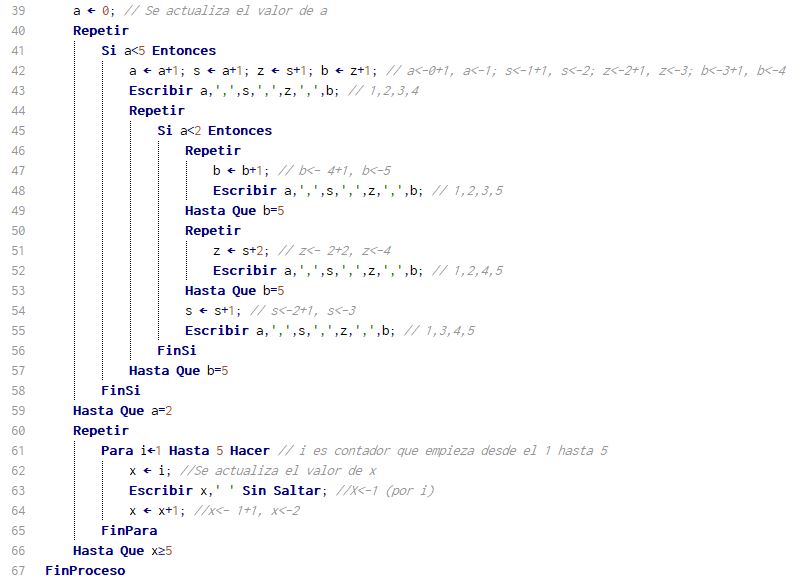 39 a ← 0; // Se actualiza el valor de a
40 Repetir
41 Si a<5 Entonces
42 a ← a+1; s ← a+1; z ← s+1; b ← z+1; // a<-0+1, a<-1; s<-1+1, s<-2; z<-2+1, z<-3; b<-3+1, b<-4
43 Escribir a,',',s,',',z,',',b; // 1,2,3,4
44 Repetir
45 Si a<2 Entonces
46 Repetir
47 b ← b+1; // b<- 4+1, b<-5
48 Escribir a,',',s,',',z,',',b; // 1,2,3,5
49 Hasta Que b=5
50 Repetir
51 z ← s+2; // z<- 2+2, z<-4
52 Escribir a,',',s,',',z,',',b; // 1,2,4,5
53 Hasta Que b=5
54 s ← s+1; // s<-2+1, s<-3
55 Escribir a,',',s,',',z,',',b; // 1,3,4,5
56 FinSi
57 Hasta Que b=5
58 FinSi
59 Hasta Que a=2
60 Repetir
61 Para i←1 Hasta 5 Hacer // i es contador que empieza desde el 1 hasta 5
62 x ← i; //Se actualiza el valor de x
63 Escribir x,' ' Sin Saltar; //X<-1 (por i)
64 x ← x+1; //x<- 1+1, x<-2
65 FinPara
66 Hasta Que x≥5
67 FinProceso